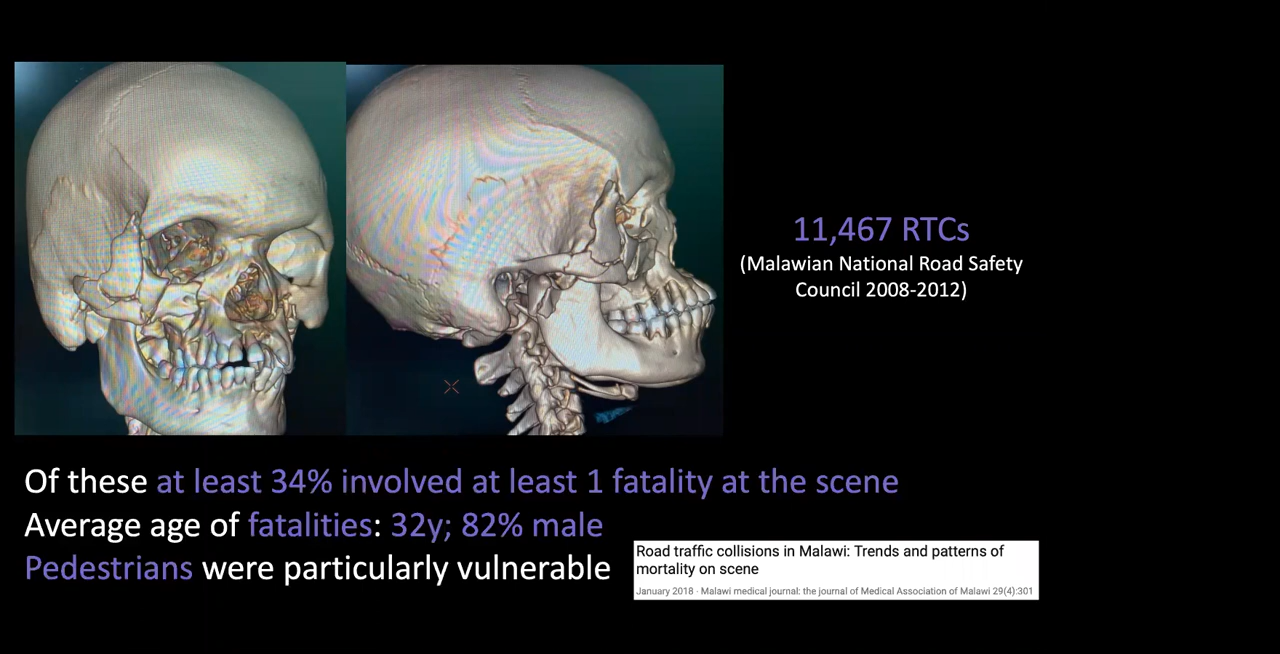 11,467 RTCs
(Malawian National Road Safety
Council 2008-2012)
Of these at least 34% involved at least 1 fatality at the scene
Average age of fatalities: 32y; 82% male
Pedestrians were particularly vulnerable
Road traffic collisions in Malawi: Trends and patterns of
mortality on scene
January 2018 · Malawi medical journal: the journal of Medical Association of Malawi 29(4):301